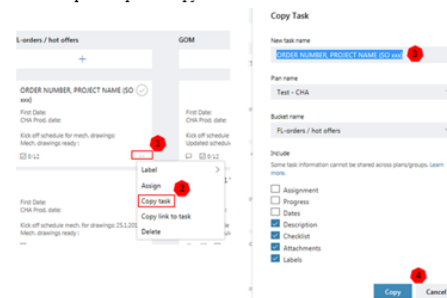 L-orders / hot offers
GOM
+
ORDER NUMBER, PROJECT NAME (SO
xxx)
First Date:
CHA Prod. date:
Kick off schedule for mech. drawings:
Mech. drawings ready :
0/12
First Date:
CHA Prod. date:
Kick off schedule
Updated schedule
1
Label
Assign
2
Copy task
Copy link to task
Delete
First Date:
CHA Prod. date:
Kick off schedule mech. for drawings: 25.1.202
Mech. drawings ready:
Copy Task
New task name
ORDER NUMBER, PROJECT NAME (SO xxx)
3
Plan name
Test - CHA
Bucket name
FL-orders / hot offers
Include
Some task information cannot be shared across plans/groups. Learn
more.
Assignment
Progress
Dates
Description
Checklist
Attachments
Labels
4
Copy
Cancel